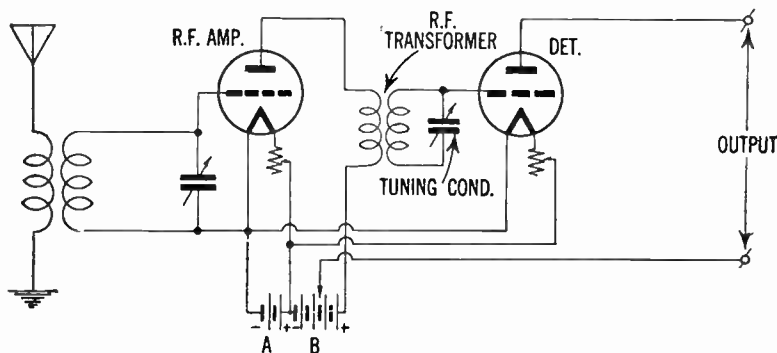 R.F. AMP.
R.F.
TRANSFORMER
DET.
TUNING COND.
OUTPUT
- + - +
A B